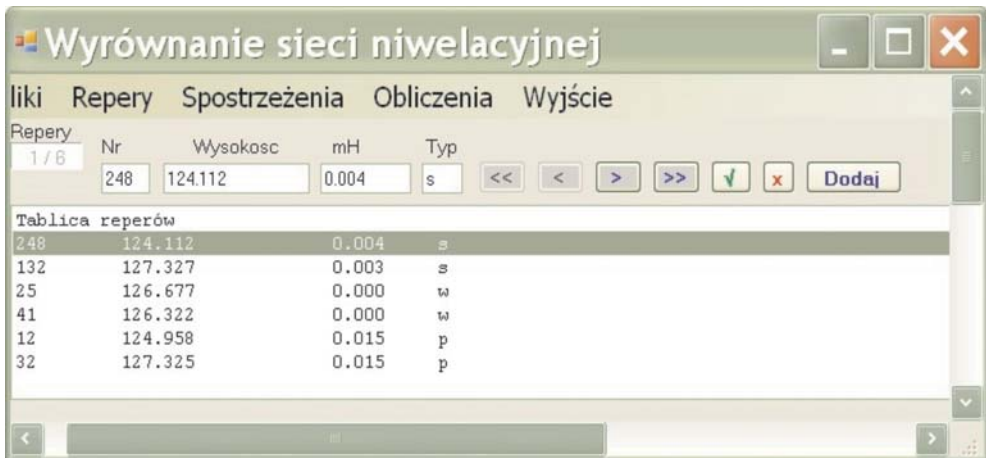 Wyrównanie sieci niwelacyjnej
liki Repery Spostrzeżenia Obliczenia Wyjście
Repery
1 / 6
Nr Wysokosc mH Typ
248 124.112 0.004 s << < > >> √ x Dodaj
Tablica reperów
248 124.112 0.004 s
132 127.327 0.003 s
25 126.677 0.000 w
41 126.322 0.000 w
12 124.958 0.015 p
32 127.325 0.015 p